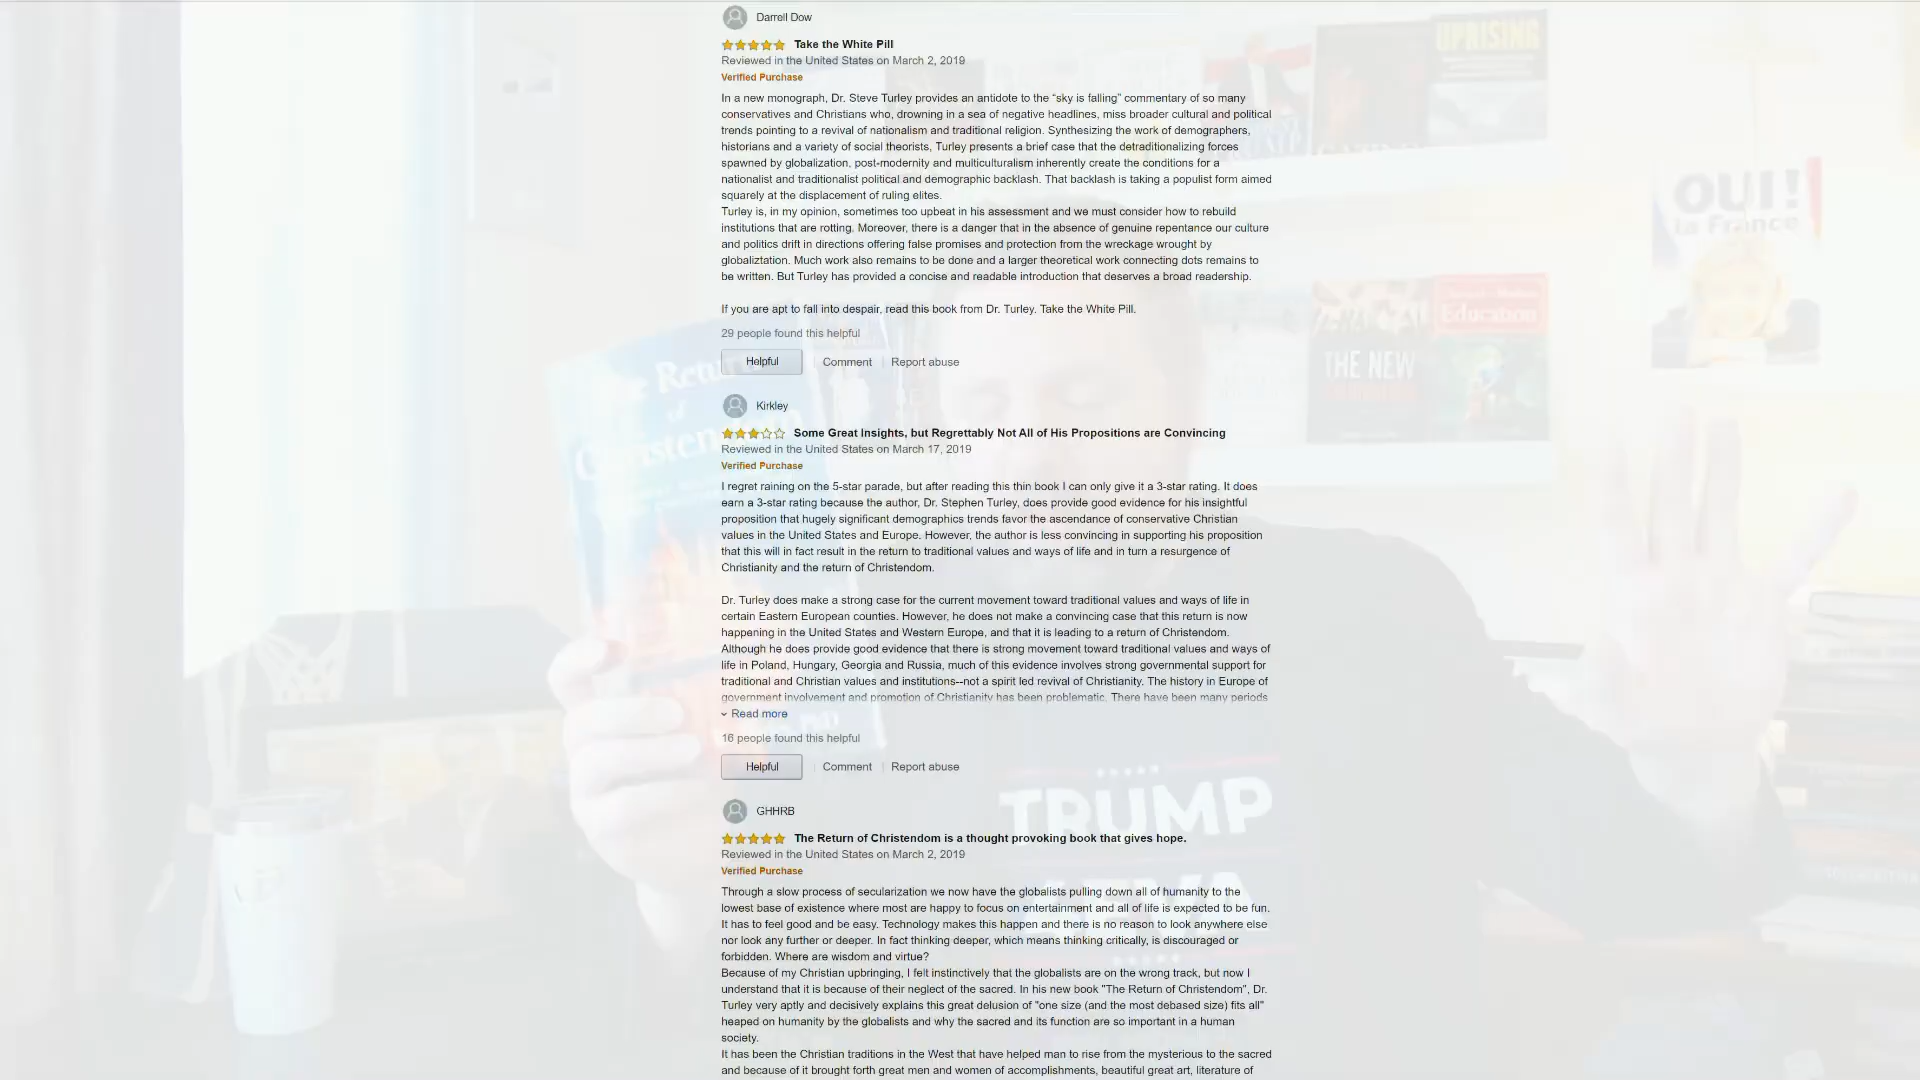 Darrell Dow
Take the White Pill
Reviewed in the United States on March 2, 2019
Verified Purchase
In a new monograph, Dr. Steve Turley provides an antidote to the “sky is falling” commentary of so many
conservatives and Christians who, drowning in a sea of negative headlines, miss broader cultural and political
trends pointing to a revival of nationalism and traditional religion. Synthesizing the work of demographers,
historians and a variety of social theorists, Turley presents a brief case that the detraditionalizing forces
spawned by globalization, post-modernity and multiculturalism inherently create the conditions for a
nationalist and traditionalist political and demographic backlash. That backlash is taking a populist form aimed
squarely at the displacement of ruling elites.
Turley is, in my opinion, sometimes too upbeat in his assessment and we must consider how to rebuild
institutions that are rotting. Moreover, there is a danger that in the absence of genuine repentance our culture
and politics drift in directions offering false promises and protection from the wreckage wrought by
globaliztation. Much work also remains to be done and a larger theoretical work connecting dots remains to
be written. But Turley has provided a concise and readable introduction that deserves a broad readership.
If you are apt to fall into despair, read this book from Dr. Turley. Take the White Pill.
29 people found this helpful
Helpful
Comment
Report abuse
Kirkley
Some Great Insights, but Regrettably Not All of His Propositions are Convincing
Reviewed in the United States on March 17, 2019
Verified Purchase
I regret raining on the 5-star parade, but after reading this thin book I can only give it a 3-star rating. It does
earn a 3-star rating because the author, Dr. Stephen Turley, does provide good evidence for his insightful
proposition that hugely significant demographics trends favor the ascendance of conservative Christian
values in the United States and Europe. However, the author is less convincing in supporting his proposition
that this will in fact result in the return to traditional values and ways of life and in turn a resurgence of
Christianity and the return of Christendom.
Dr. Turley does make a strong case for the current movement toward traditional values and ways of life in
certain Eastern European counties. However, he does not make a convincing case that this return is now
happening in the United States and Western Europe, and that it is leading to a return of Christendom.
Although he does provide good evidence that there is strong movement toward traditional values and ways of
life in Poland, Hungary, Georgia and Russia, much of this evidence involves strong governmental support for
traditional and Christian values and institutions--not a spirit led revival of Christianity. The history in Europe of
government involvement and promotion of Christianity has been problematic. There have been many periods
Read more
16 people found this helpful
Helpful
Comment
Report abuse
GHHRB
The Return of Christendom is a thought provoking book that gives hope.
Reviewed in the United States on March 2, 2019
Verified Purchase
Through a slow process of secularization we now have the globalists pulling down all of humanity to the
lowest base of existence where most are happy to focus on entertainment and all of life is expected to be fun.
It has to feel good and be easy. Technology makes this happen and there is no reason to look anywhere else
nor look any further or deeper. In fact thinking deeper, which means thinking critically, is discouraged or
forbidden. Where are wisdom and virtue?
Because of my Christian upbringing, I felt instinctively that the globalists are on the wrong track, but now I
understand that it is because of their neglect of the sacred. In his new book "The Return of Christendom", Dr.
Turley very aptly and decisively explains this great delusion of "one size (and the most debased size) fits all"
heaped on humanity by the globalists and why the sacred and its function are so important in a human
society.
It has been the Christian traditions in the West that have helped man to rise from the mysterious to the sacred
and because of it brought forth great men and women of accomplishments, beautiful great art, literature of
UPRISING
OUI!
la France
Education
THE NEW
The Return
of
TRUMP